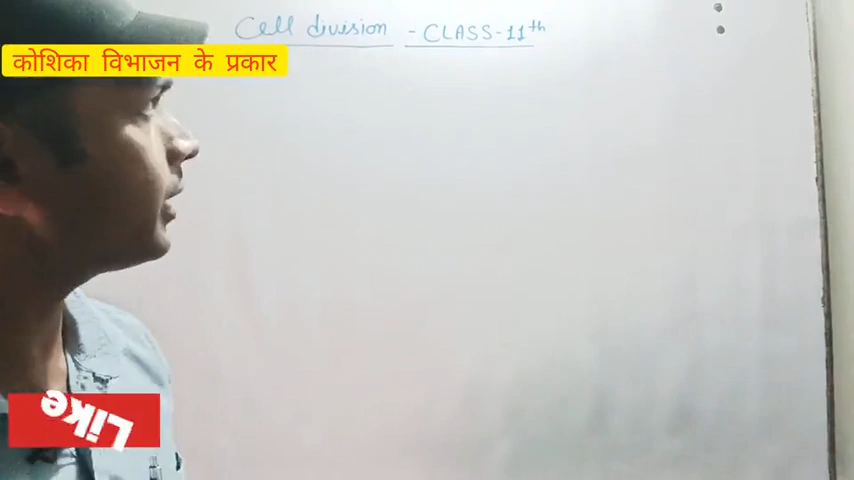 Cell division - CLASS-11th
कोशिका विभाजन के प्रकार
Like